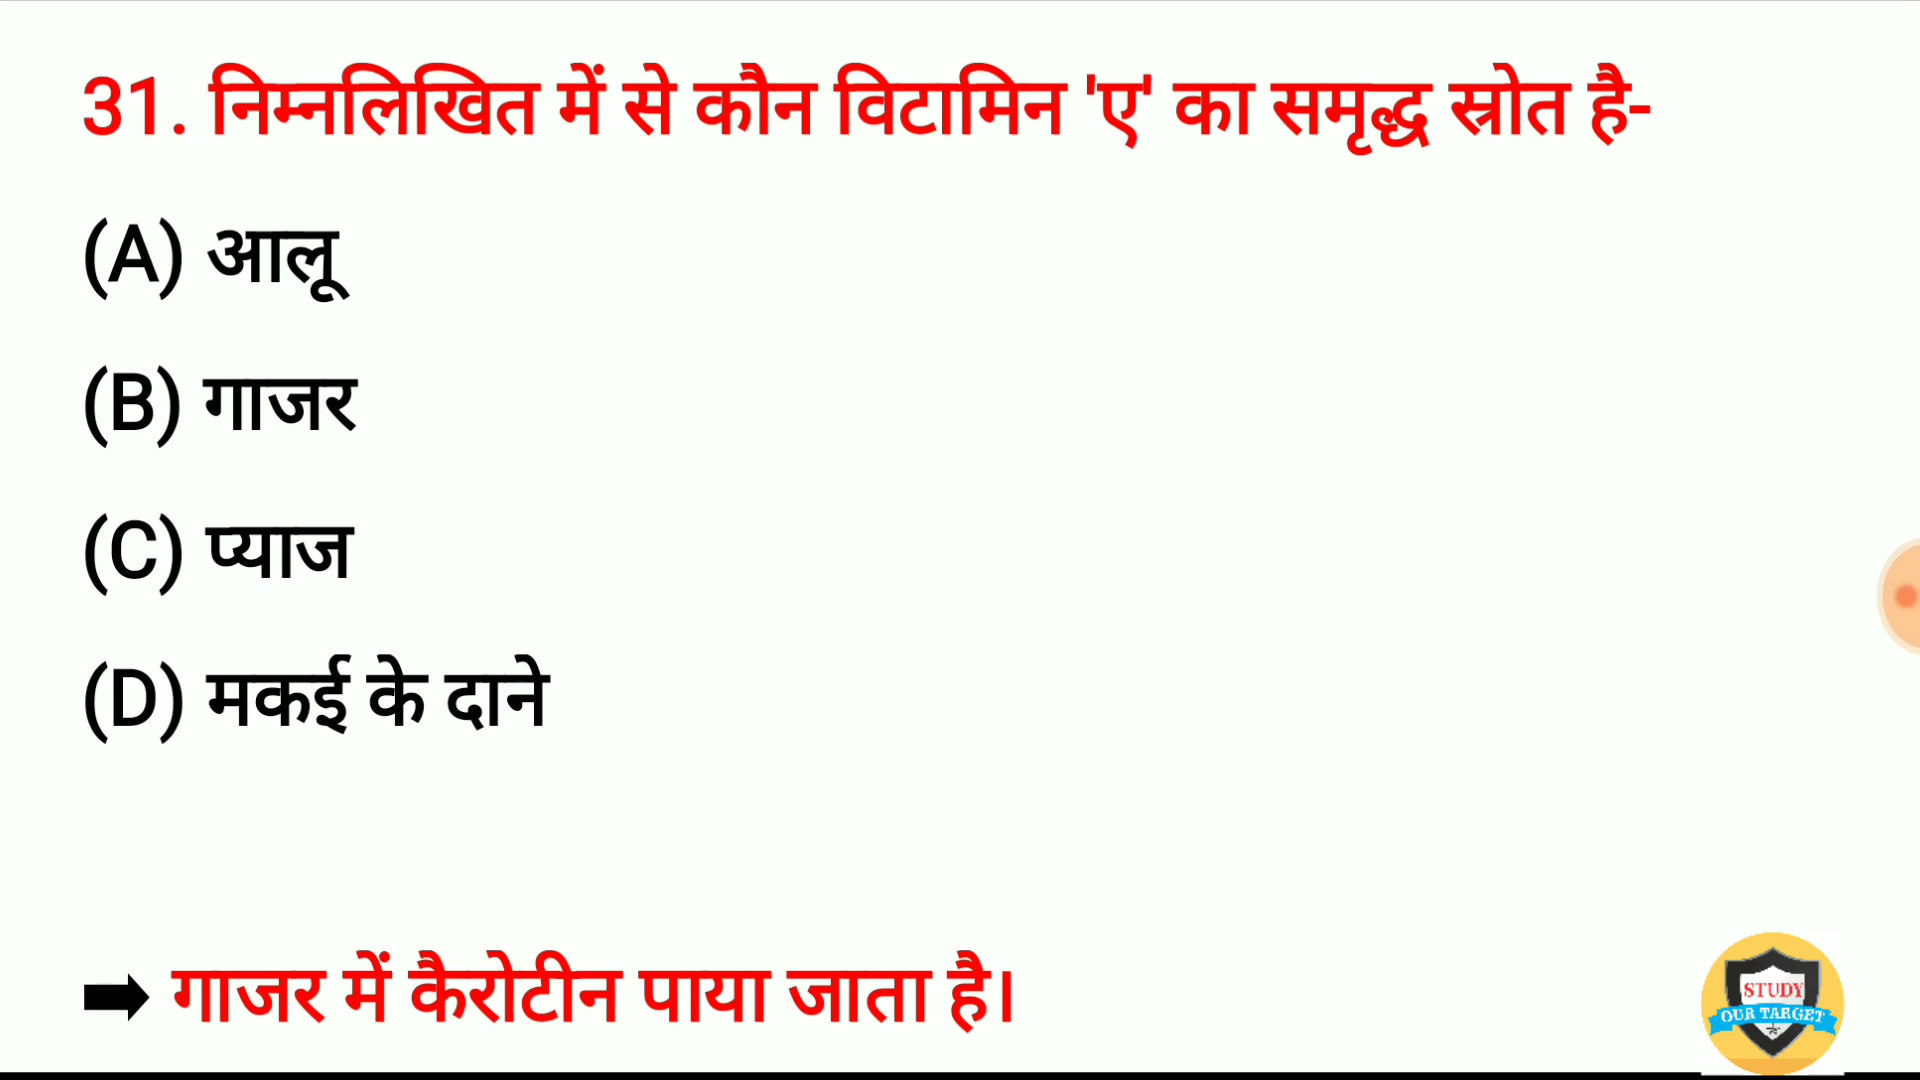 31. निम्नलिखित में से कौन विटामिन 'ए' का समृद्ध स्रोत है-
(A) आलू
(B) गाजर
(C) प्याज
(D) मकई के दाने
➡ गाजर में कैरोटीन पाया जाता है।
STUDY
OUR TARGET